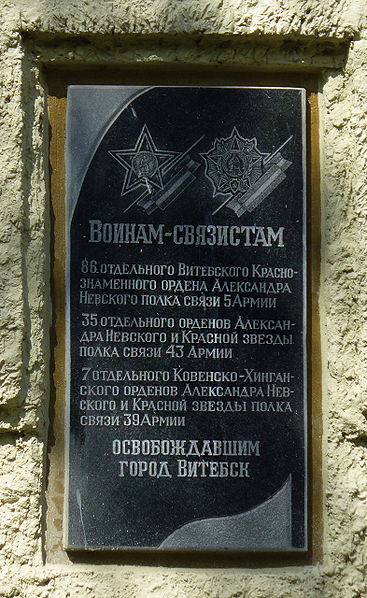 Воинам-связистам
86 отдельного Витебского Красно-
знаменного ордена Александра
Невского полка связи 5 Армии
35 отдельного орденов Алексан-
дра Невского и Красной звезды
полка связи 43 Армии
7 отдельного Ковенско-Хинган-
ского орденов Александра Нев-
ского и Красной звезды полка
связи 39 Армии
освобождавшим
город Витебск